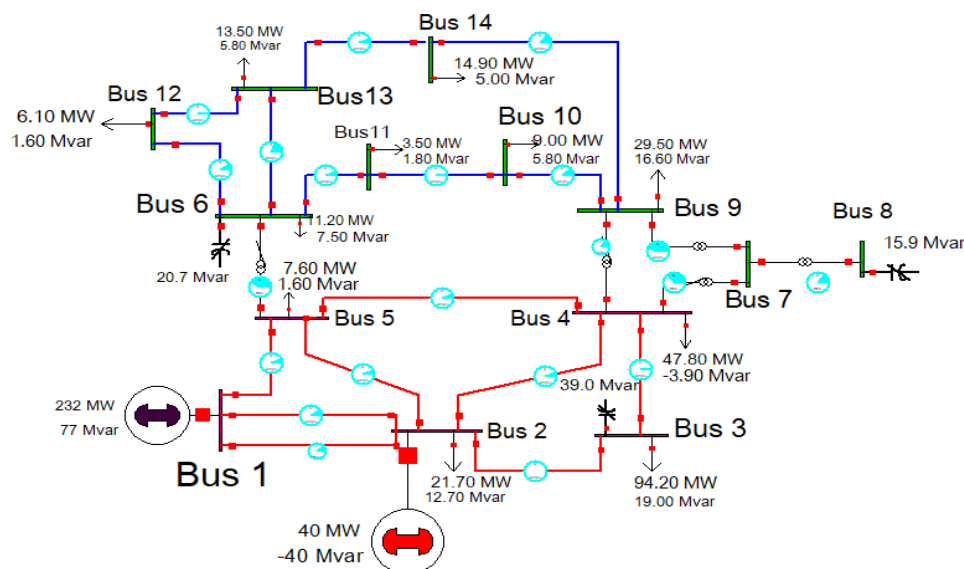 13.50 MW
5.80 Mvar
Bus 14
14.90 MW
5.00 Mvar
Bus 12
Bus13
6.10 MW
1.60 Mvar
Bus11
3.50 MW
1.80 Mvar
Bus 10
9.00 MW
5.80 Mvar
29.50 MW
16.60 Mvar
Bus 6
11.20 MW
7.50 Mvar
Bus 9
Bus 8
15.9 Mvar
20.7 Mvar
7.60 MW
1.60 Mvar
Bus 7
Bus 5
Bus 4
47.80 MW
-3.90 Mvar
39.0 Mvar
232 MW
77 Mvar
Bus 2
Bus 3
Bus 1
21.70 MW
12.70 Mvar
94.20 MW
19.00 Mvar
40 MW
-40 Mvar